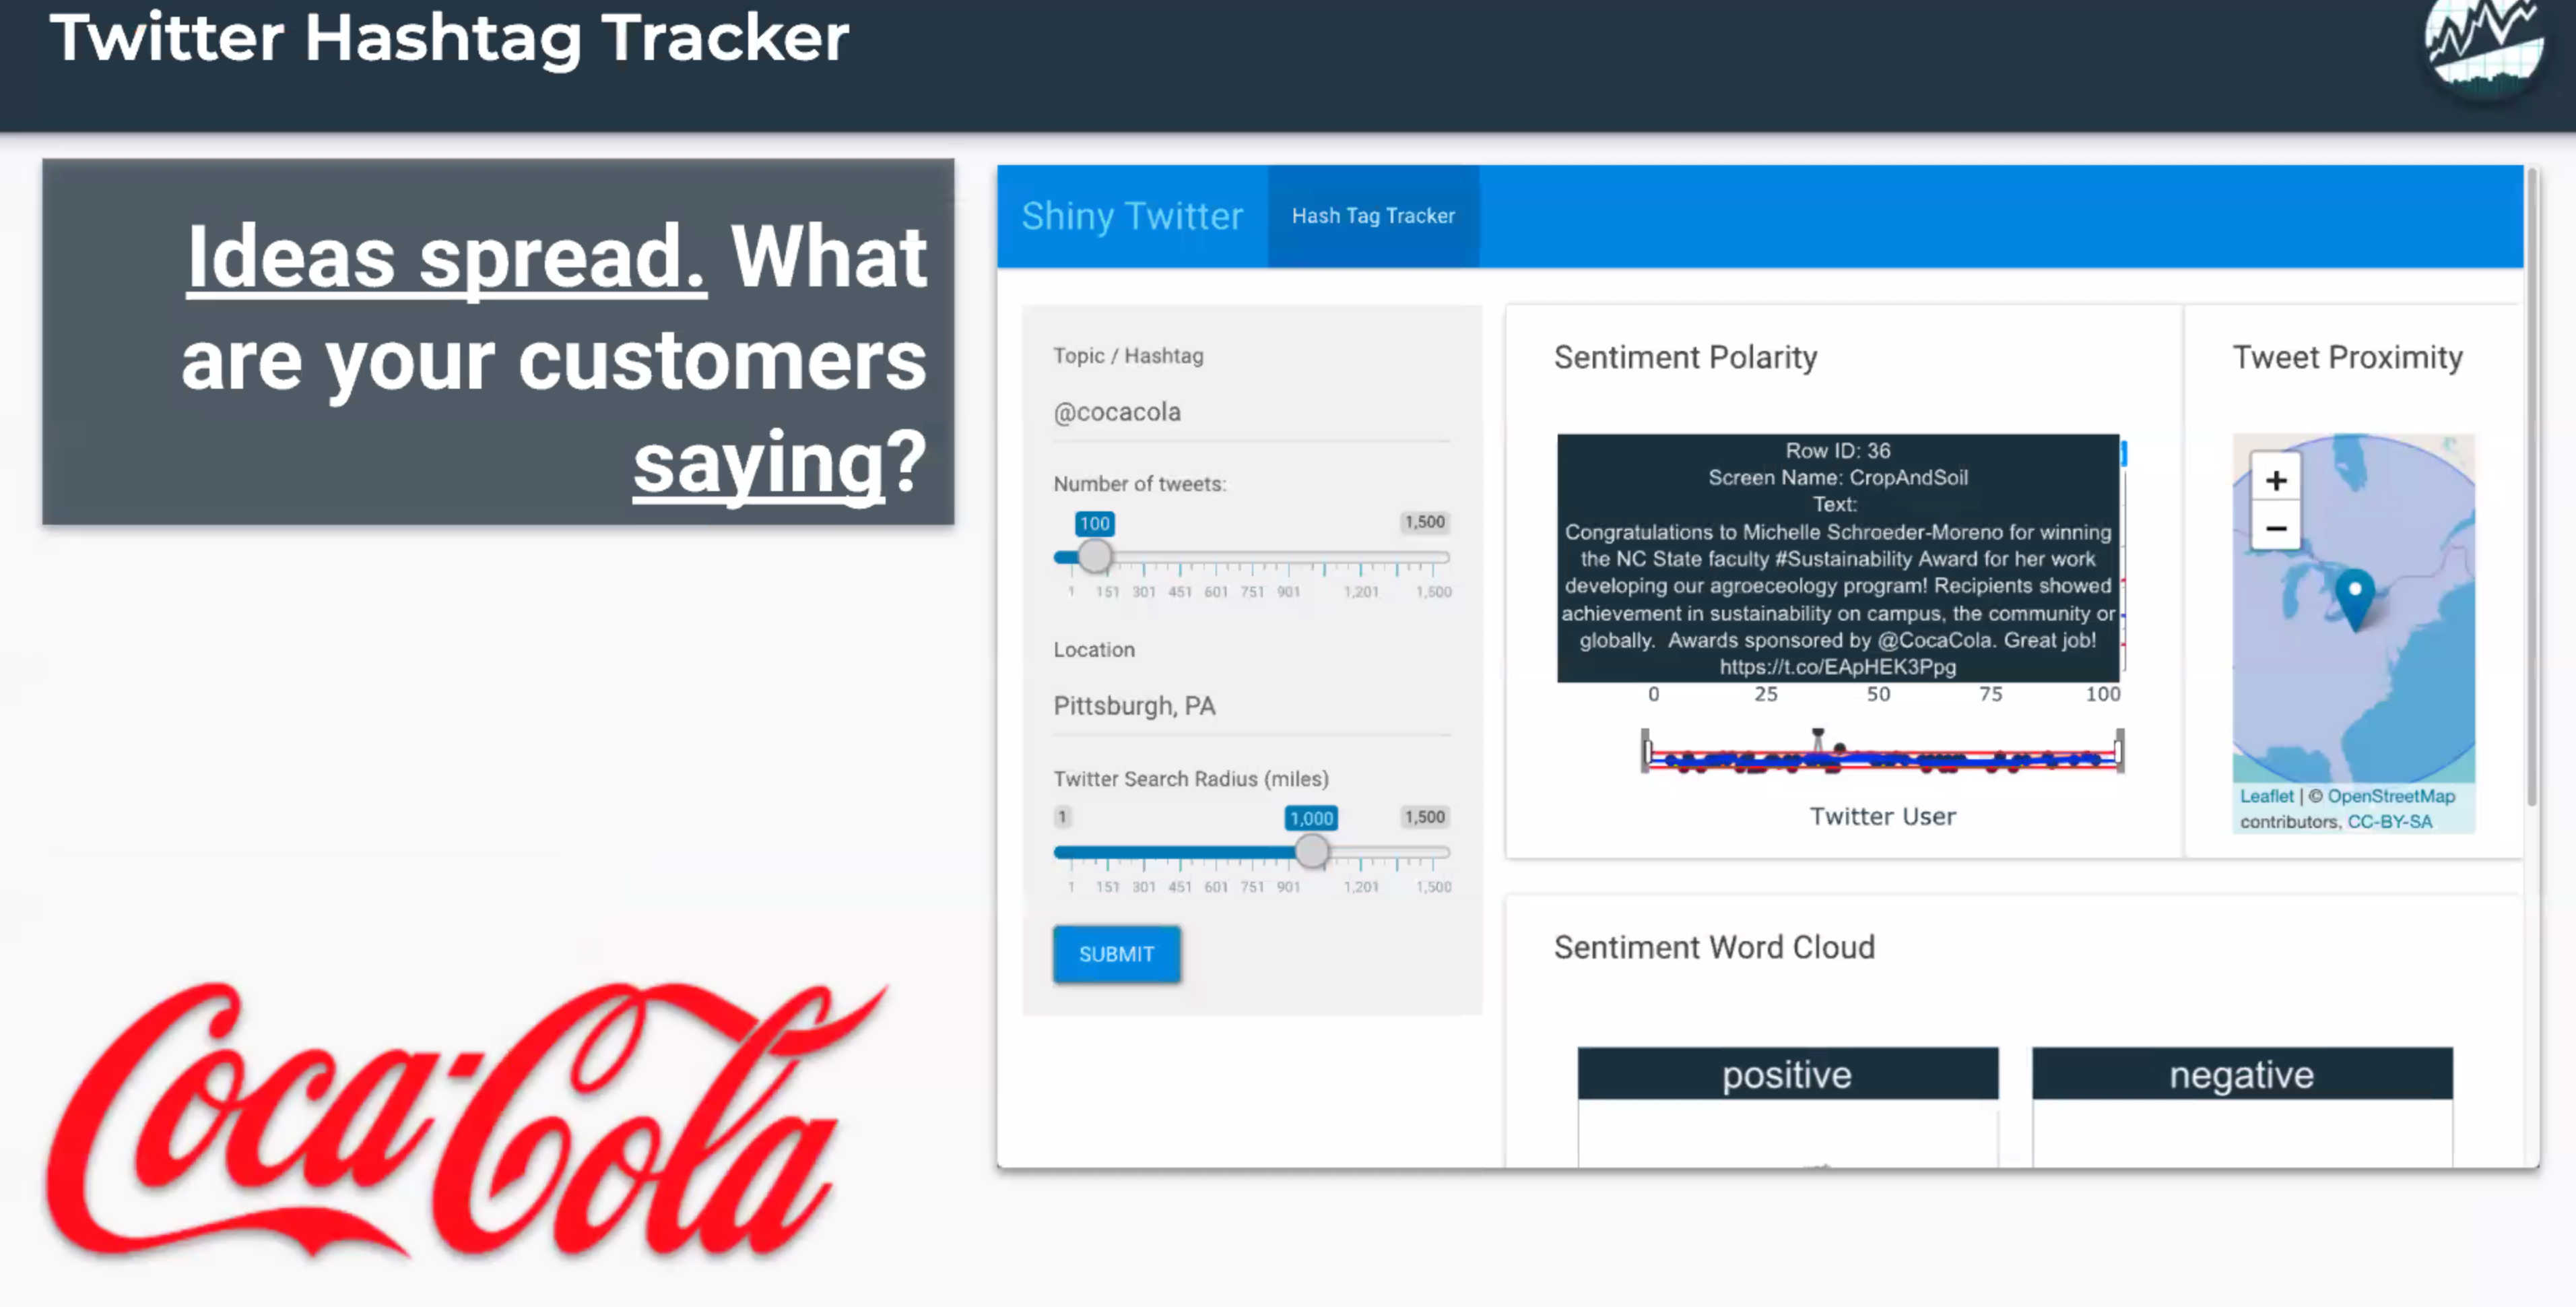 Twitter Hashtag Tracker
Ideas spread. What
are your customers
saying?
Coca-Cola
Shiny Twitter
Hash Tag Tracker
Topic / Hashtag
@cocacola
Number of tweets:
100 1,500
1 151 301 451 601 751 901 1,201 1,500
Location
Pittsburgh, PA
Twitter Search Radius (miles)
1 1,000 1,500
1 151 301 451 601 751 901 1,201 1,500
SUBMIT
Sentiment Polarity
Row ID: 36
Screen Name: CropAndSoil
Text:
Congratulations to Michelle Schroeder-Moreno for winning
the NC State faculty #Sustainability Award for her work
developing our agroeceology program! Recipients showed
achievement in sustainability on campus, the community or
globally. Awards sponsored by @CocaCola. Great job!
https://t.co/EApHEK3Ppg
0 25 50 75 100
Twitter User
Tweet Proximity
+
−
Leaflet | © OpenStreetMap
contributors, CC-BY-SA
Sentiment Word Cloud
positive
negative